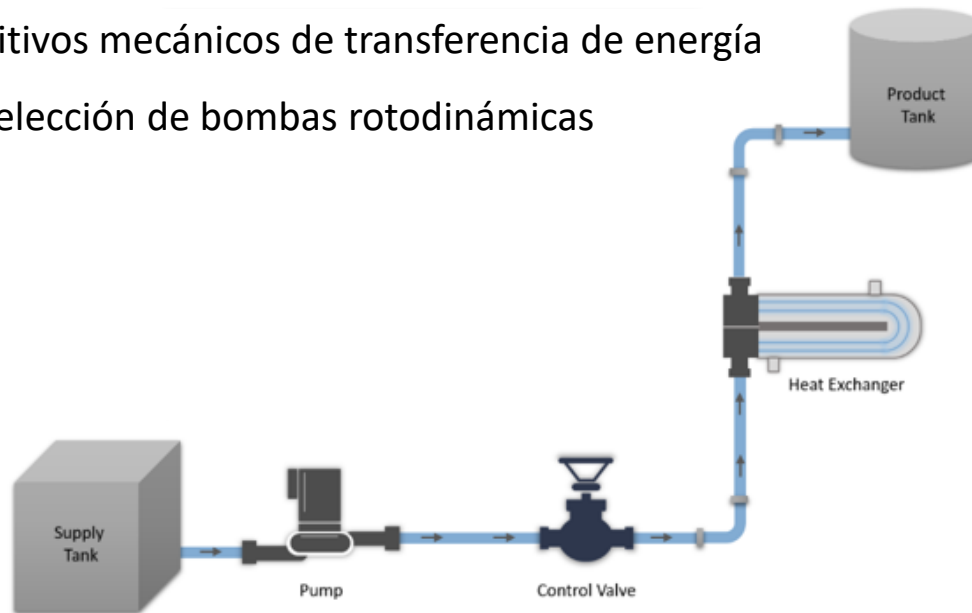 itivos mecánicos de transferencia de energía
elección de bombas rotodinámicas
Product
Tank
Heat Exchanger
Supply
Tank
Pump
Control Valve